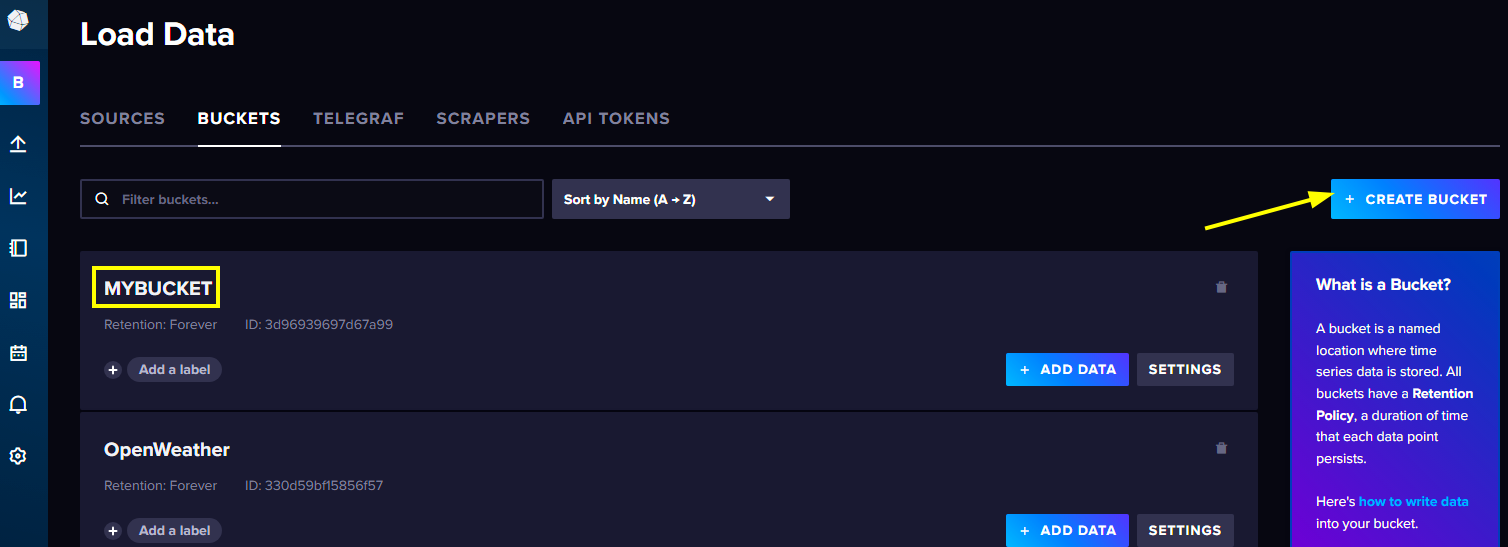 Load Data
B
SOURCES BUCKETS TELEGRAF SCRAPERS API TOKENS
Filter buckets...
Sort by Name (A → Z)
+ CREATE BUCKET
MYBUCKET
Retention: Forever ID: 3d96939697d67a99
+ Add a label
+ ADD DATA SETTINGS
OpenWeather
Retention: Forever ID: 330d59bf15856f57
+ Add a label
+ ADD DATA SETTINGS
What is a Bucket?
A bucket is a named
location where time
series data is stored. All
buckets have a Retention
Policy, a duration of time
that each data point
persists.
Here's how to write data
into your bucket.